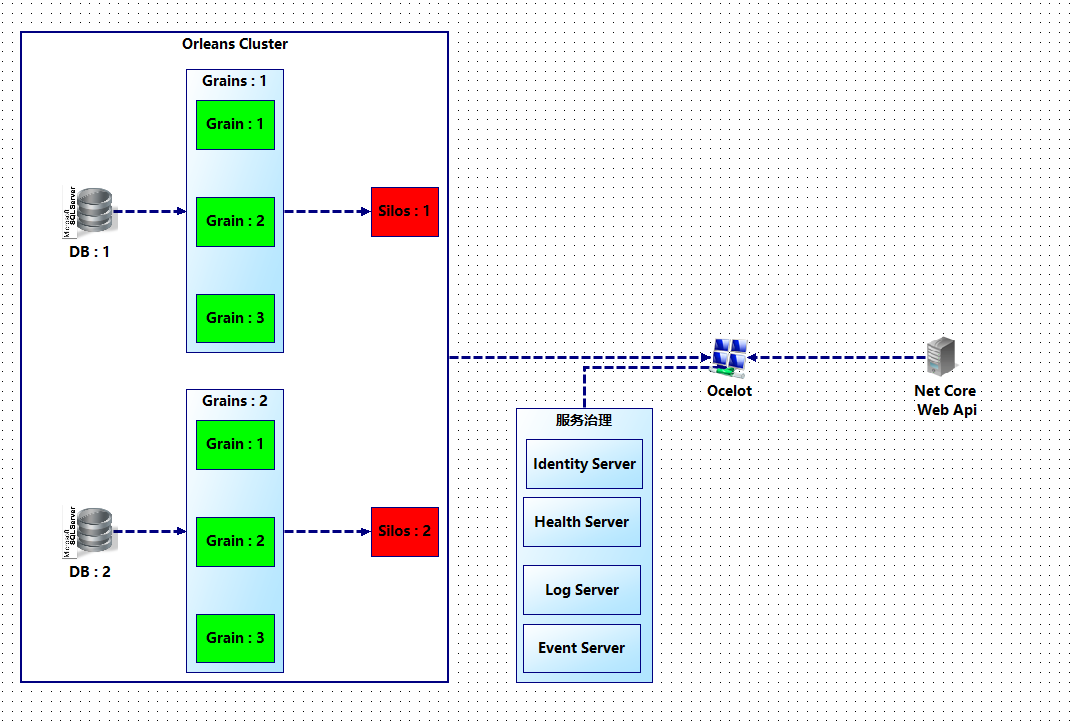 Orleans Cluster
Grains : 1
Grain : 1
Grain : 2
Grain : 3
Microsoft
SQL Server
DB : 1
Silos : 1
Grains : 2
Grain : 1
Grain : 2
Grain : 3
Microsoft
SQL Server
DB : 2
Silos : 2
Ocelot
Net Core
Web Api
服务治理
Identity Server
Health Server
Log Server
Event Server